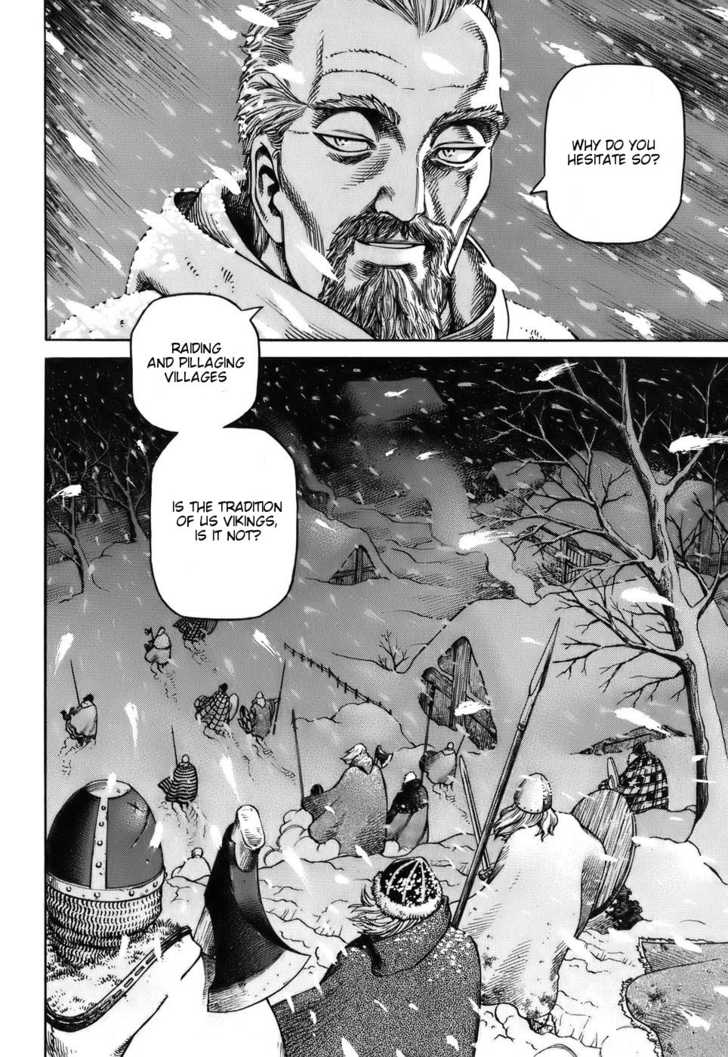 WHY DO YOU
HESITATE SO?
RAIDING
AND PILLAGING
VILLAGES
IS THE TRADITION
OF US VIKINGS,
IS IT NOT?